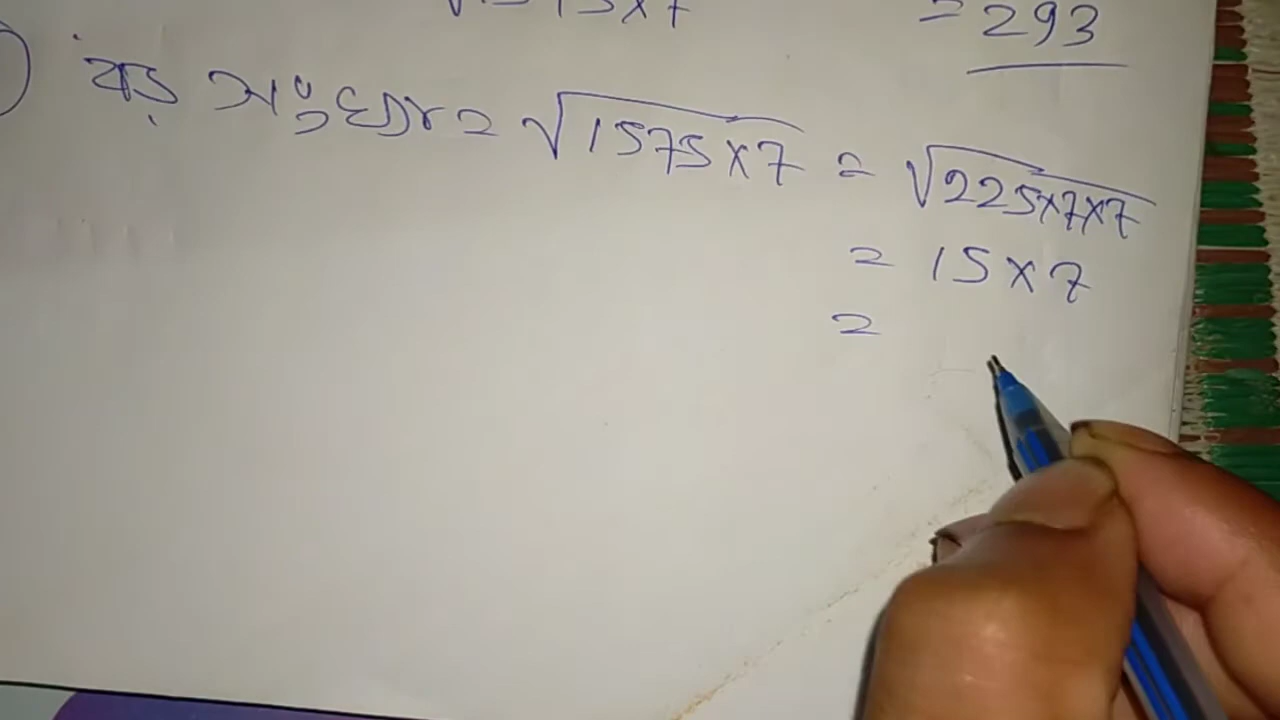 = 293
বড় সংখ্যা = √1575×7 = √225×7×7
= 15×7
=